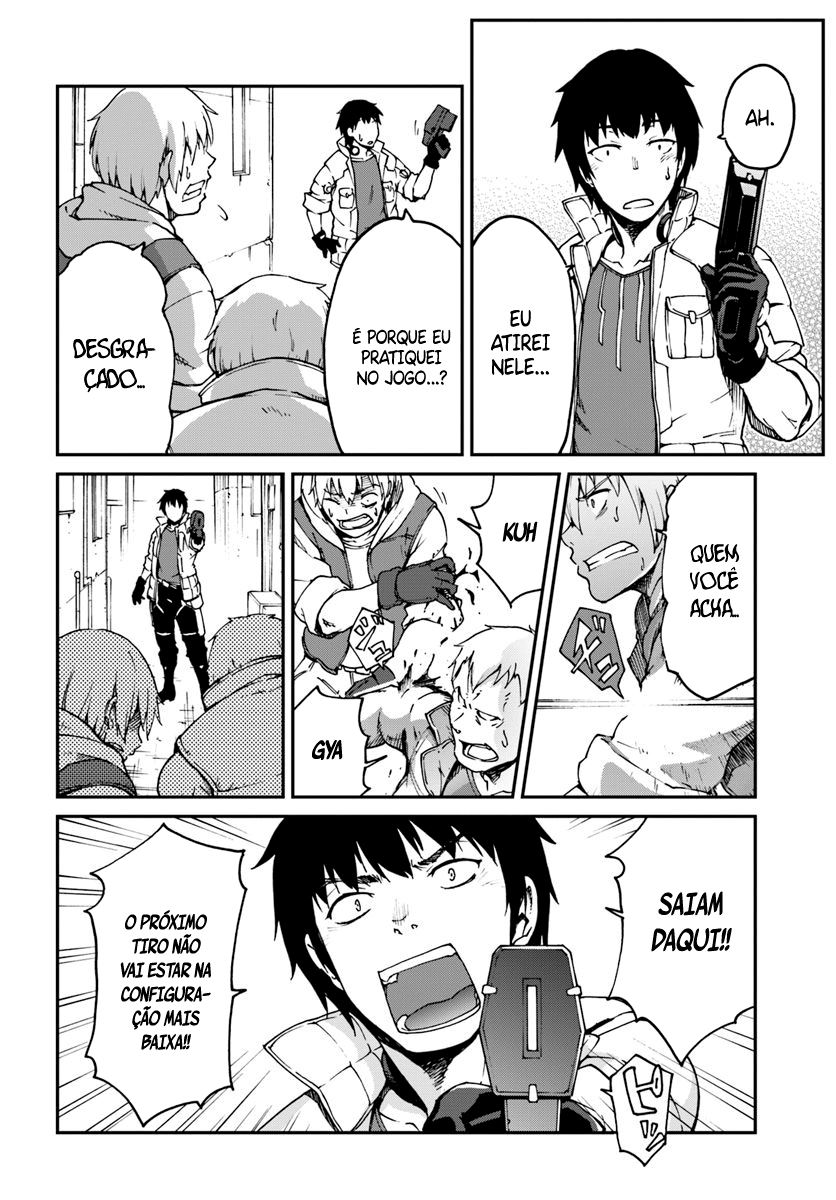 AH.
EU
ATIREI
NELE...
É PORQUE EU
PRATIQUEI
NO JOGO...?
DESGRA-
ÇADO...
QUEM
VOCÊ
ACHA...
KUH
GYA
SAIAM
DAQUI!!
O PRÓXIMO
TIRO NÃO
VAI ESTAR NA
CONFIGURA-
ÇÃO MAIS
BAIXA!!